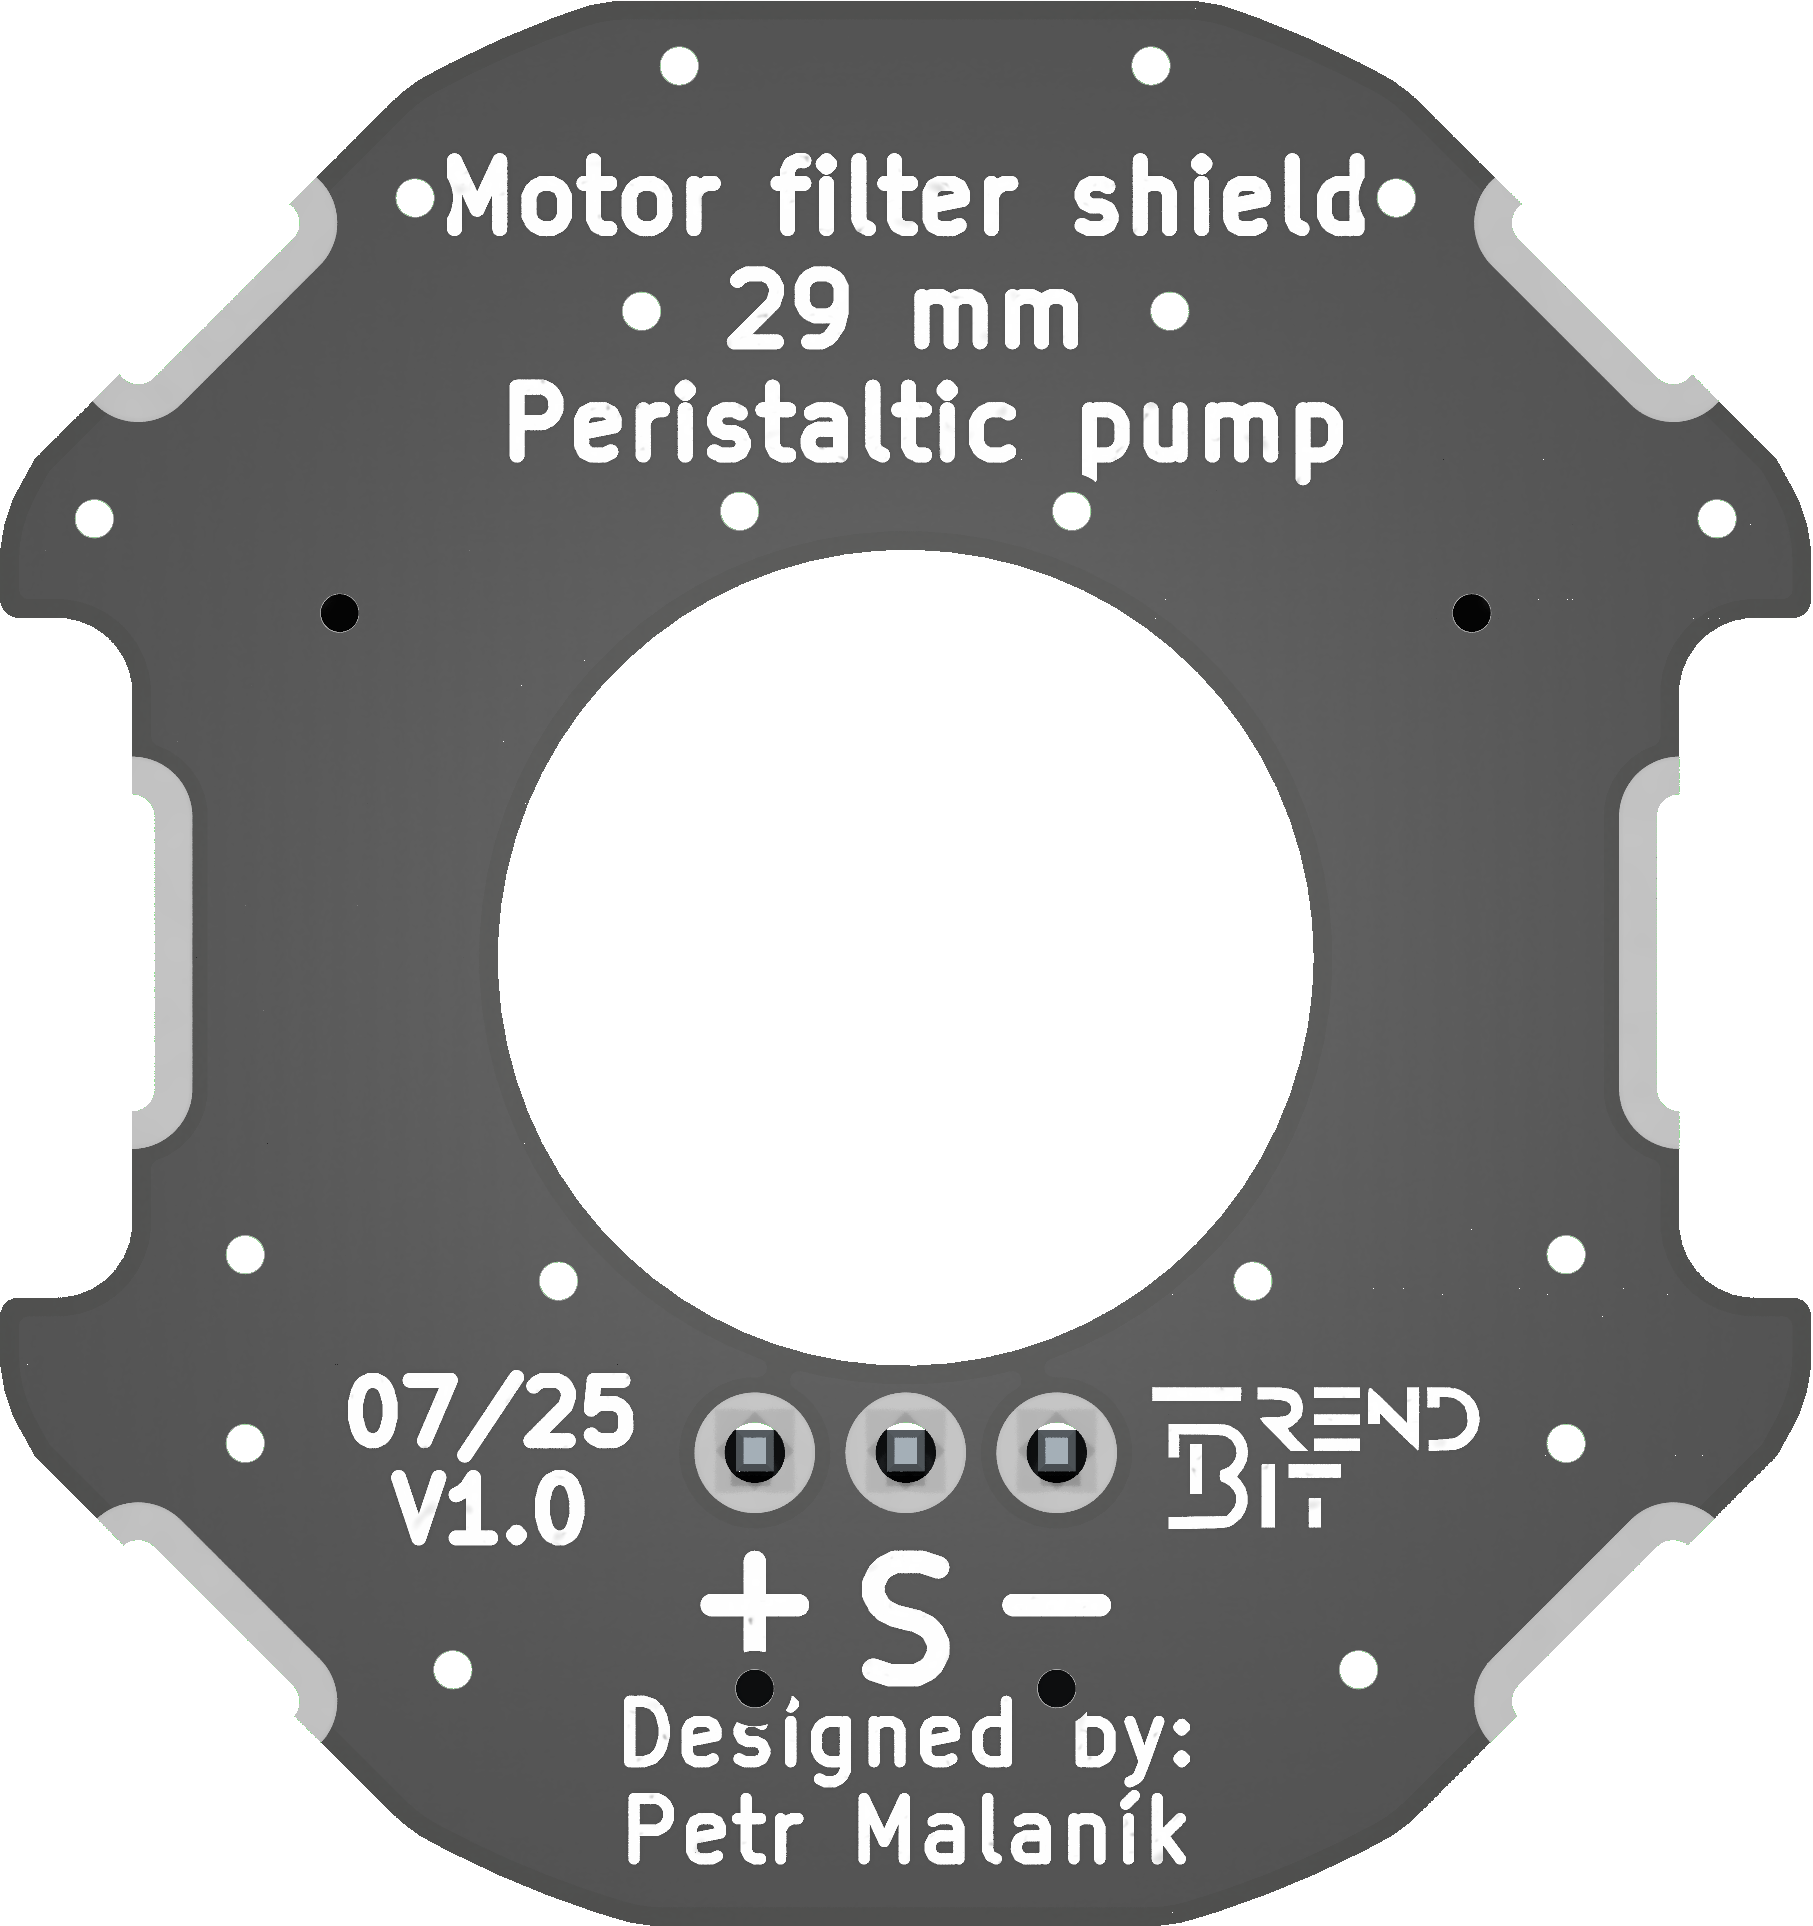 Motor filter shield
29 mm
Peristaltic pump
07/25
V1.0
TREND
BIT
+ S −
Designed by:
Petr Malaník